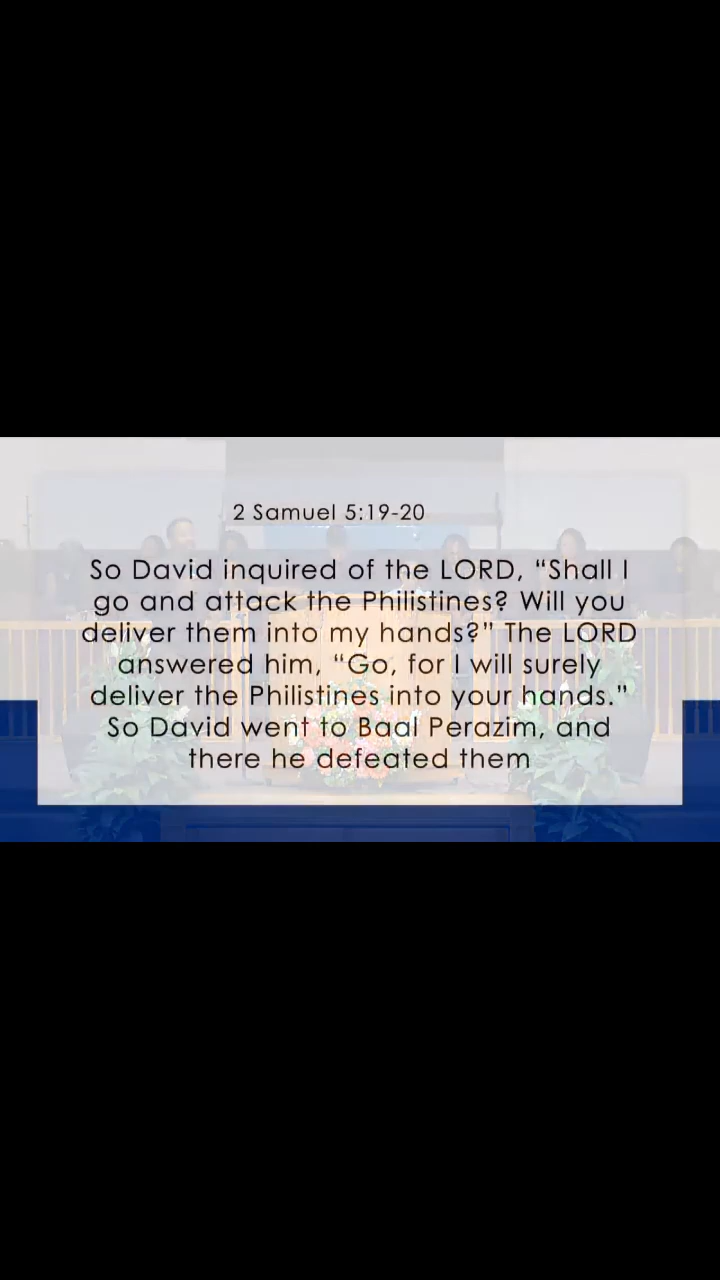 2 Samuel 5:19-20
So David inquired of the LORD, “Shall I
go and attack the Philistines? Will you
deliver them into my hands?” The LORD
answered him, “Go, for I will surely
deliver the Philistines into your hands.”
So David went to Baal Perazim, and
there he defeated them